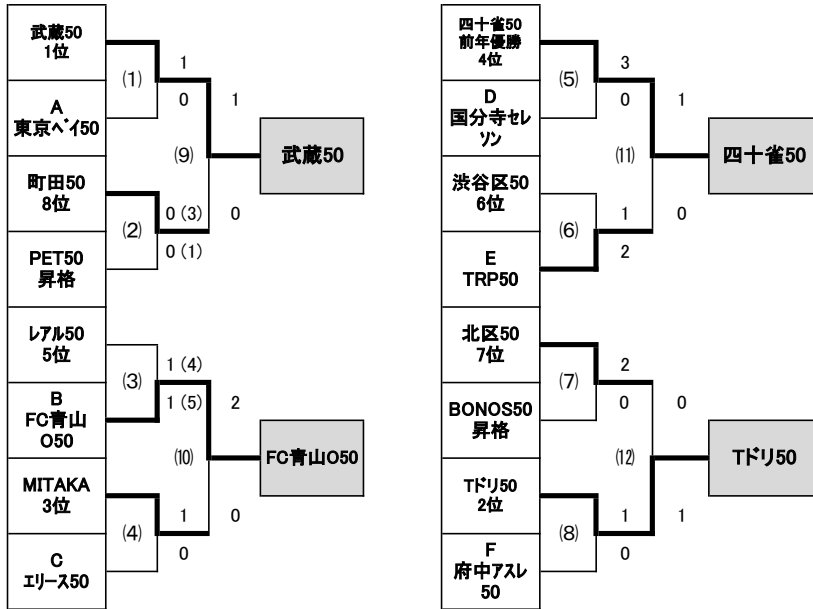 武蔵50
1位
(1)
1
0
A
東京ベイ50
(9)
1
0
武蔵50
町田50
8位
(2)
0 (3)
0 (1)
PET50
昇格
レアル50
5位
(3)
1 (4)
1 (5)
B
FC青山
O50
(10)
2
0
FC青山O50
MITAKA
3位
(4)
1
0
C
エリース50
四十雀50
前年優勝
4位
(5)
3
0
D
国分寺セレ
ソン
(11)
1
0
四十雀50
渋谷区50
6位
(6)
1
2
E
TRP50
北区50
7位
(7)
2
0
BONOS50
昇格
(12)
0
1
Tドリ50
Tドリ50
2位
(8)
1
0
F
府中アスレ
50